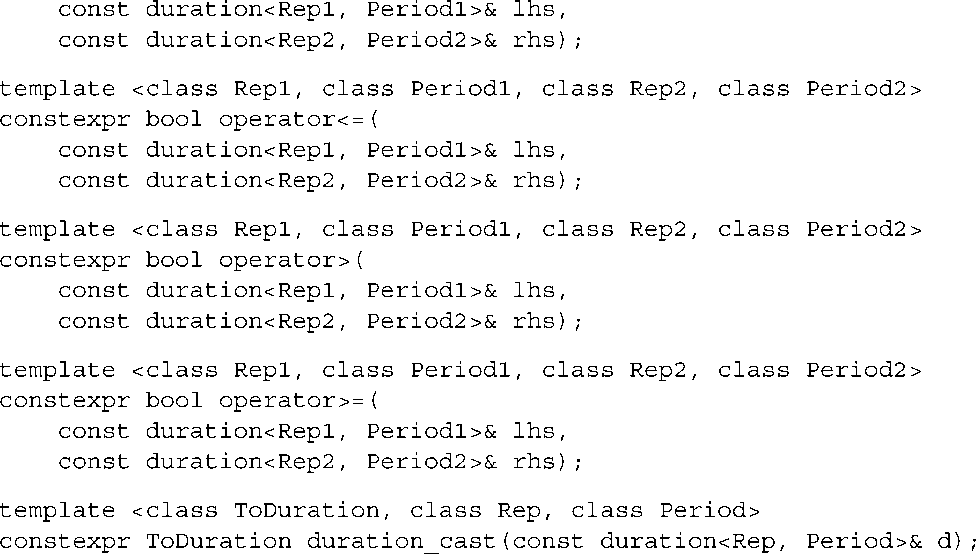 const duration<Rep1, Period1>& lhs,
    const duration<Rep2, Period2>& rhs);
template <class Rep1, class Period1, class Rep2, class Period2>
constexpr bool operator<=(
    const duration<Rep1, Period1>& lhs,
    const duration<Rep2, Period2>& rhs);
template <class Rep1, class Period1, class Rep2, class Period2>
constexpr bool operator>(
    const duration<Rep1, Period1>& lhs,
    const duration<Rep2, Period2>& rhs);
template <class Rep1, class Period1, class Rep2, class Period2>
constexpr bool operator>=(
    const duration<Rep1, Period1>& lhs,
    const duration<Rep2, Period2>& rhs);
template <class ToDuration, class Rep, class Period>
constexpr ToDuration duration_cast(const duration<Rep, Period>& d);